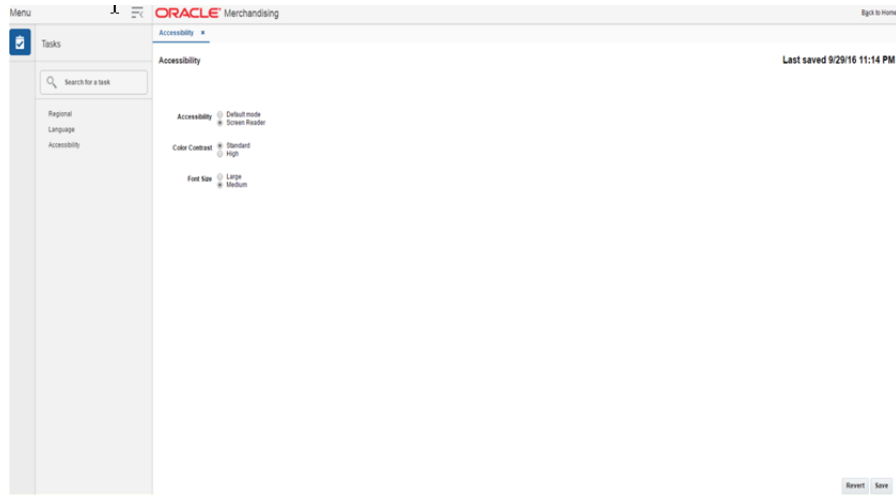 Menu
ORACLE® Merchandising
Back to Home
Tasks
Accessibility ×
Accessibility
Last saved 9/29/16 11:14 PM
Search for a task
Regional
Language
Accessibility
Accessibility
Default mode
Screen Reader
Color Contrast
Standard
High
Font Size
Large
Medium
Revert Save